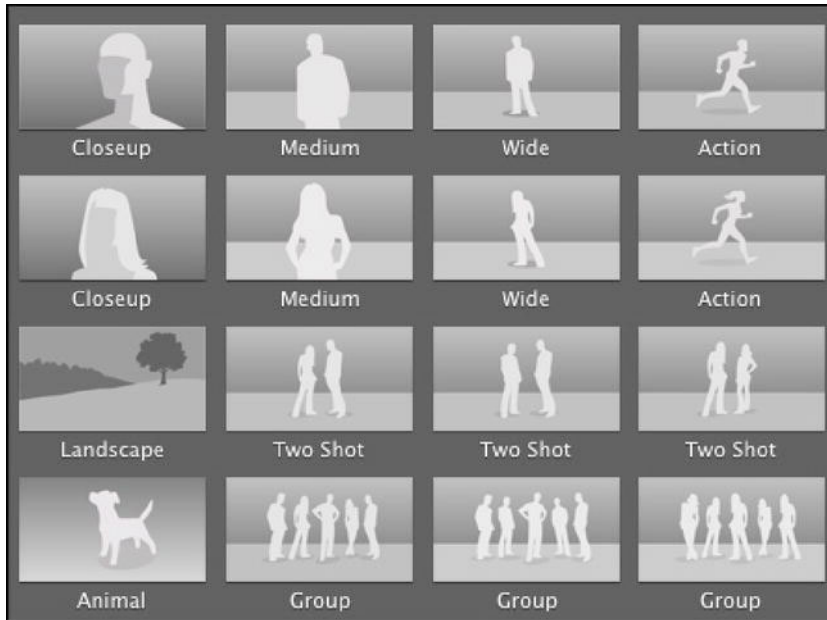 Closeup Medium Wide Action
Closeup Medium Wide Action
Landscape Two Shot Two Shot Two Shot
Animal Group Group Group